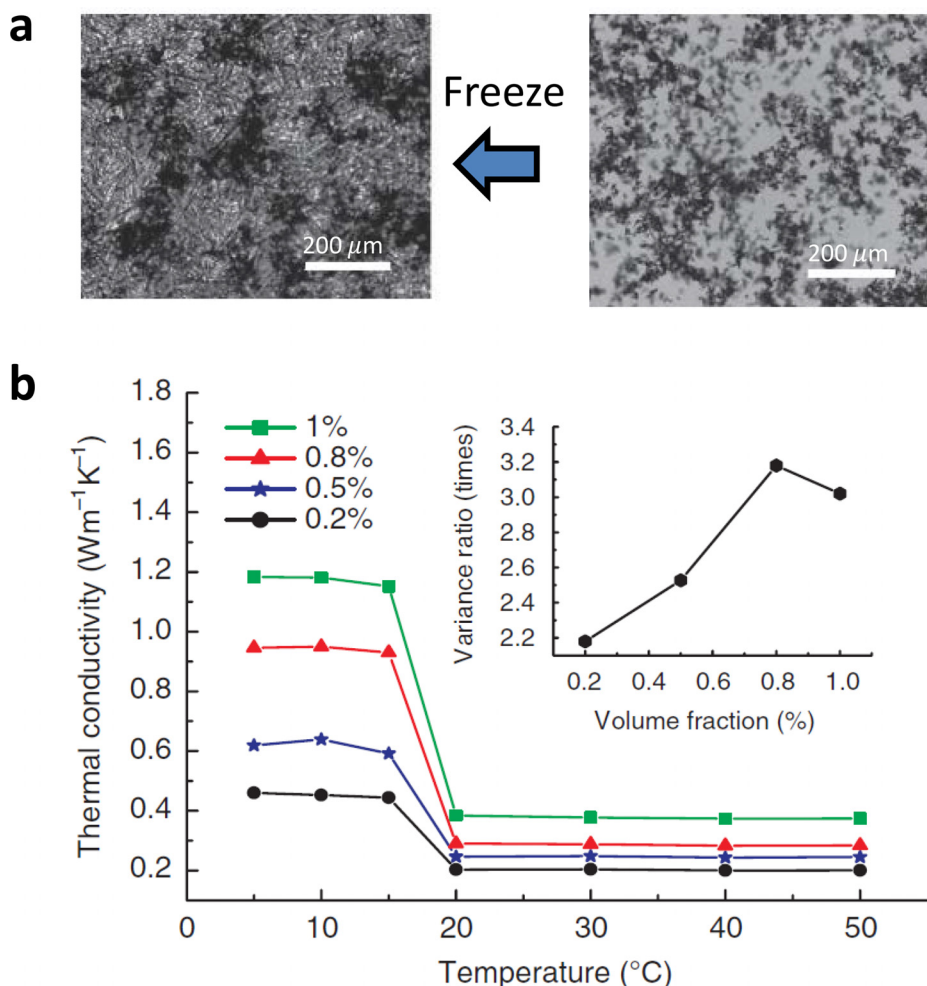 a
Freeze
200 μm
200 μm
b
Thermal conductivity (Wm⁻¹K⁻¹)
1.8
1.6
1.4
1.2
1.0
0.8
0.6
0.4
0.2
1%
0.8%
0.5%
0.2%
Variance ratio (times)
3.4
3.2
3.0
2.8
2.6
2.4
2.2
0.2 0.4 0.6 0.8 1.0
Volume fraction (%)
0 10 20 30 40 50
Temperature (°C)